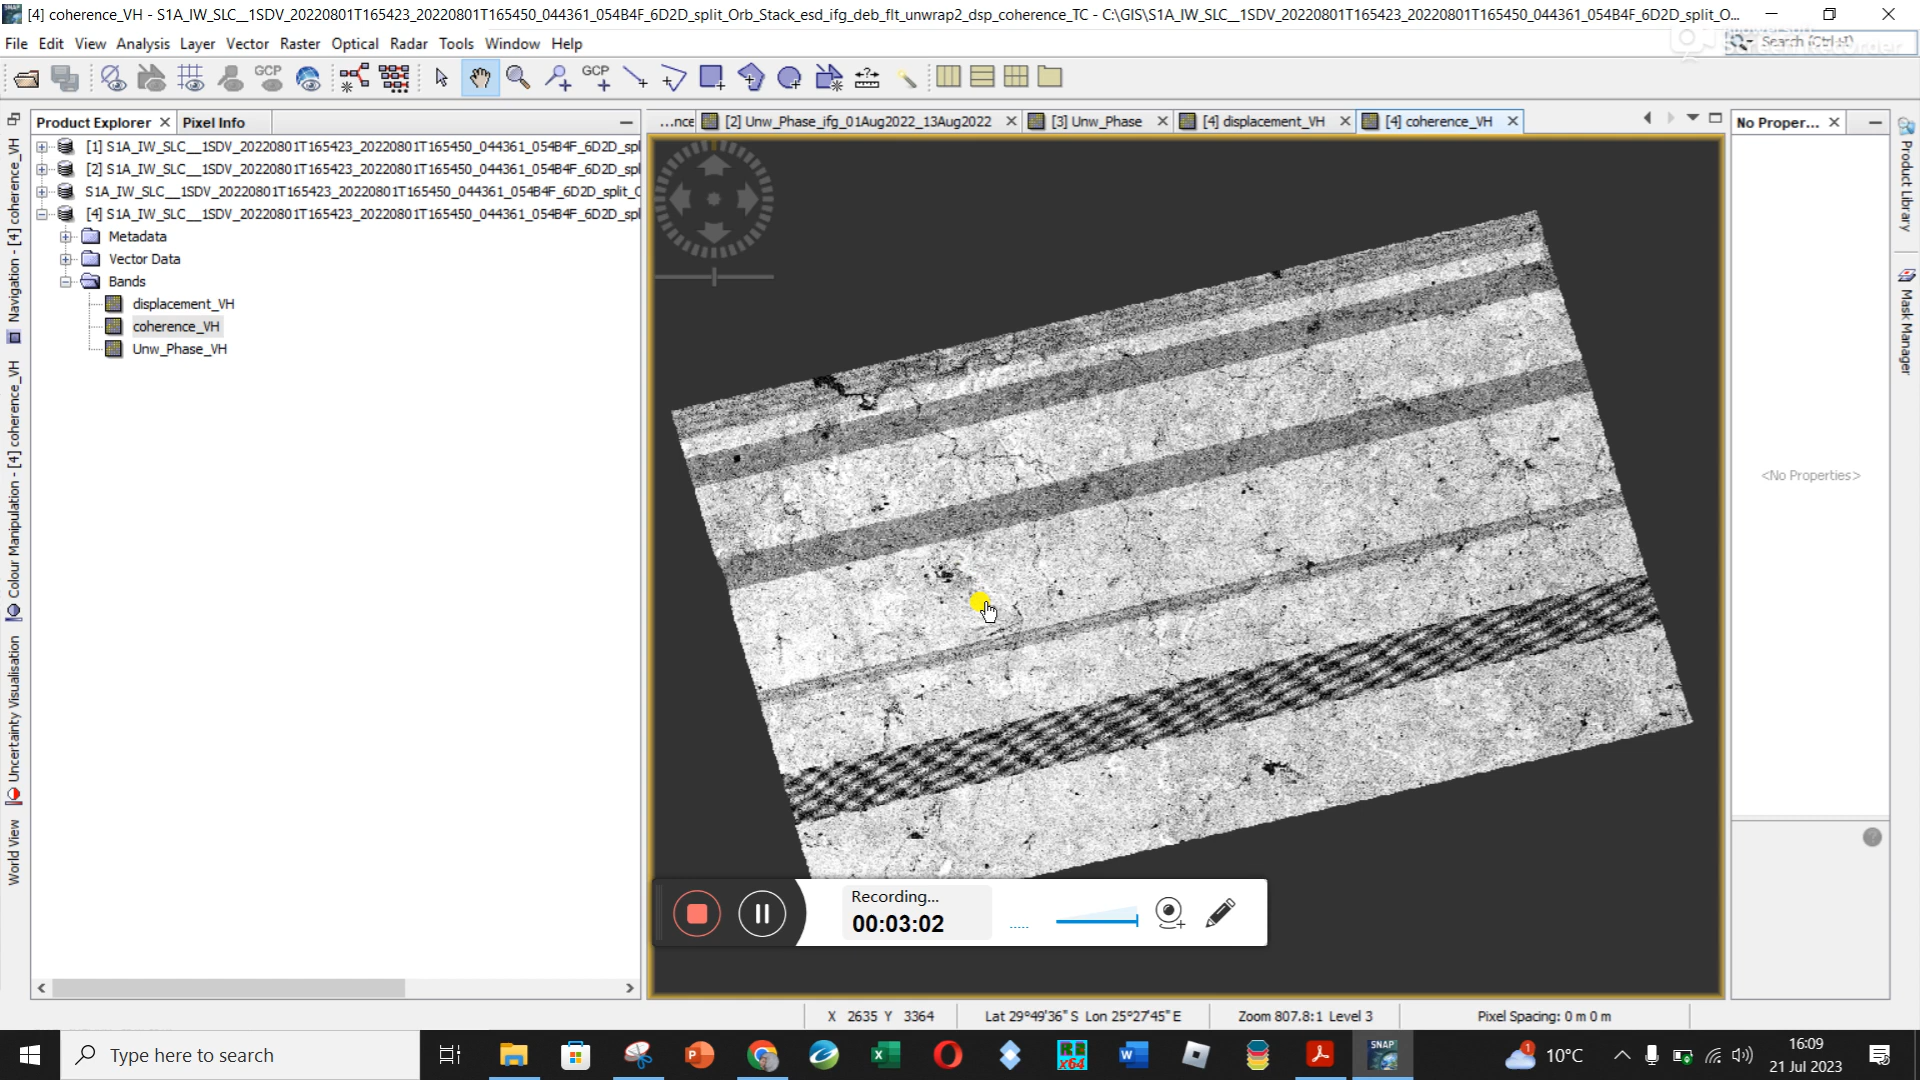 [4] coherence_VH - S1A_IW_SLC__1SDV_20220801T165423_20220801T165450_044361_054B4F_6D2D_split_Orb_Stack_esd_ifg_deb_flt_unwrap2_dsp_coherence_TC - C:\GIS\S1A_IW_SLC__1SDV_20220801T165423_20220801T165450_044361_054B4F_6D2D_split_O...
File Edit View Analysis Layer Vector Raster Optical Radar Tools Window Help
Search (Ctrl+I)
GCP GCP
Product Explorer Pixel Info
...nce [2] Unw_Phase_ifg_01Aug2022_13Aug2022 [3] Unw_Phase [4] displacement_VH [4] coherence_VH
No Proper...
[1] S1A_IW_SLC__1SDV_20220801T165423_20220801T165450_044361_054B4F_6D2D_spl
[2] S1A_IW_SLC__1SDV_20220801T165423_20220801T165450_044361_054B4F_6D2D_spl
S1A_IW_SLC__1SDV_20220801T165423_20220801T165450_044361_054B4F_6D2D_split_O
[4] S1A_IW_SLC__1SDV_20220801T165423_20220801T165450_044361_054B4F_6D2D_spl
Metadata
Vector Data
Bands
displacement_VH
coherence_VH
Unw_Phase_VH
Navigation - [4] coherence_VH
Colour Manipulation - [4] coherence_VH
Uncertainty Visualisation
World View
Product Library
Mask Manager
<No Properties>
Recording...
00:03:02
X 2635 Y 3364 Lat 29°49'36" S Lon 25°27'45" E Zoom 807.8:1 Level 3 Pixel Spacing: 0 m 0 m
Type here to search
10°C
16:09
21 Jul 2023